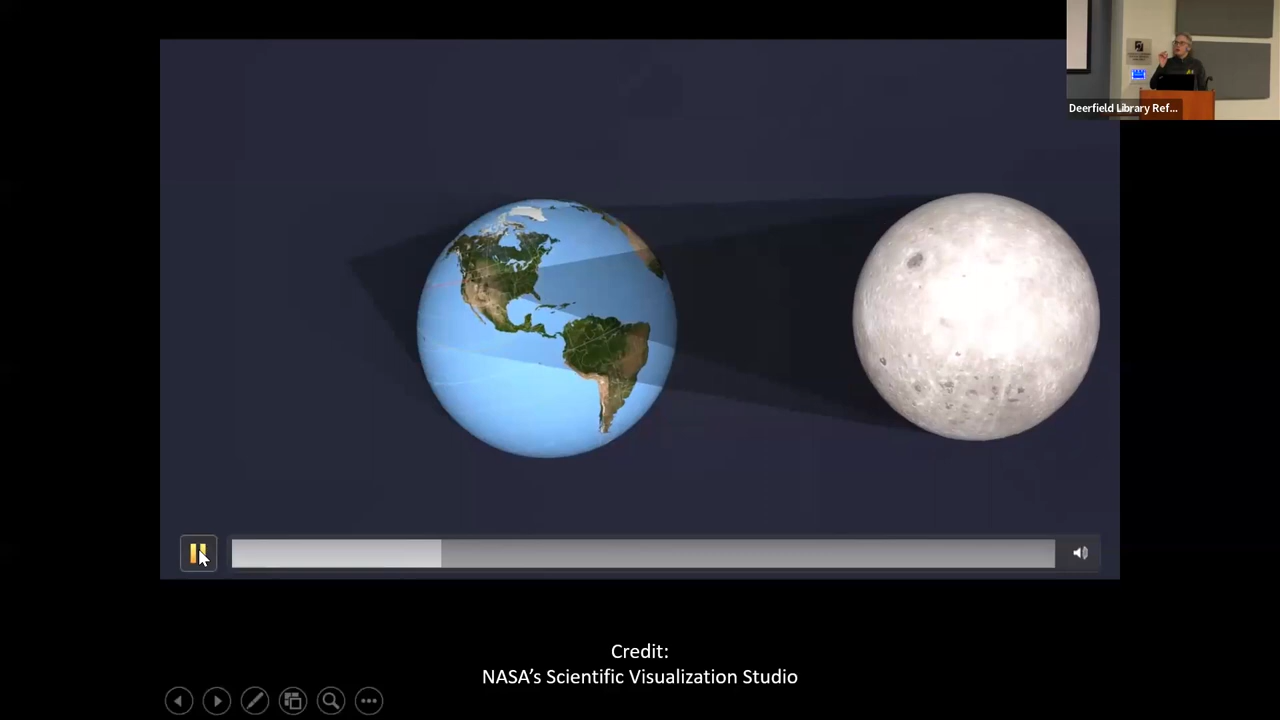 Deerfield Library Ref...
Credit:
NASA's Scientific Visualization Studio